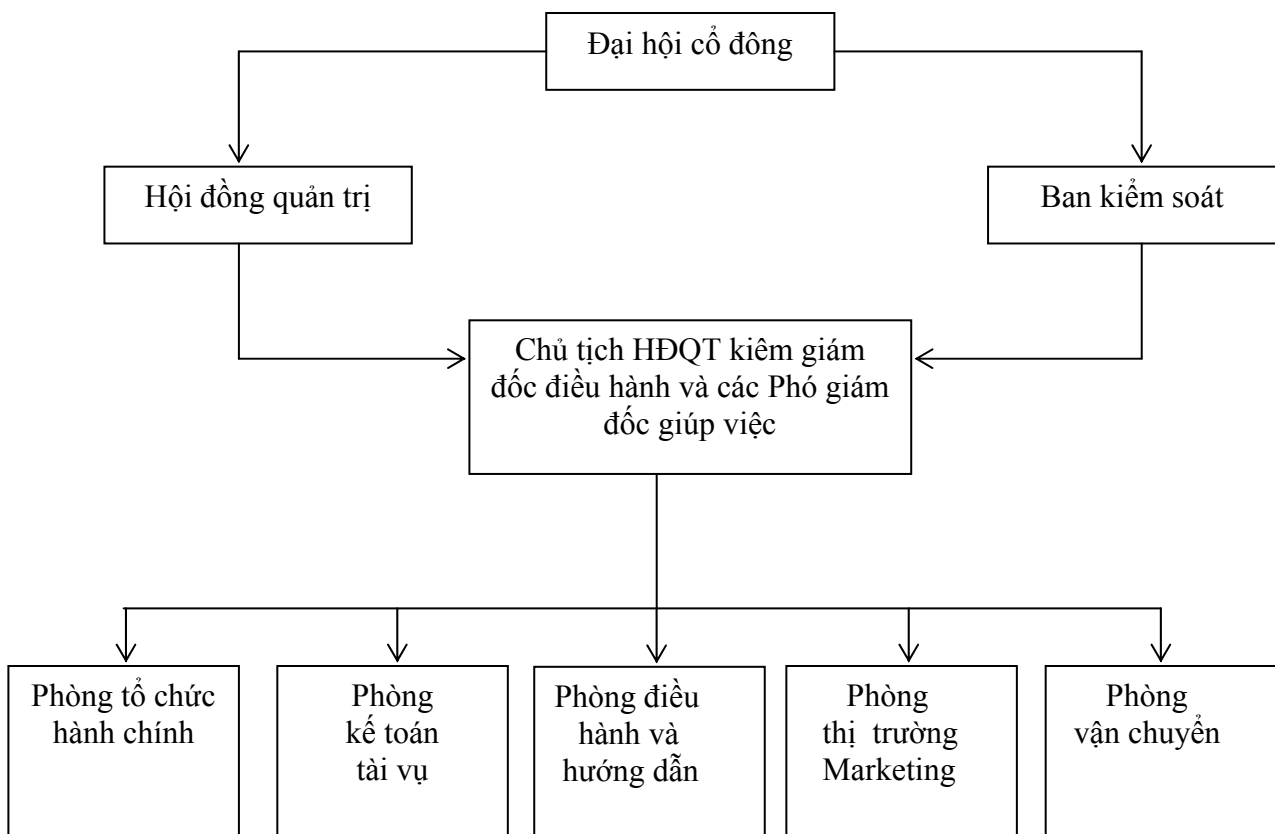 Đại hội cổ đông
Hội đồng quản trị
Ban kiểm soát
Chủ tịch HĐQT kiêm giám
đốc điều hành và các Phó giám
đốc giúp việc
Phòng tổ chức
hành chính
Phòng
kế toán
tài vụ
Phòng điều
hành và
hướng dẫn
Phòng
thị trường
Marketing
Phòng
vận chuyển